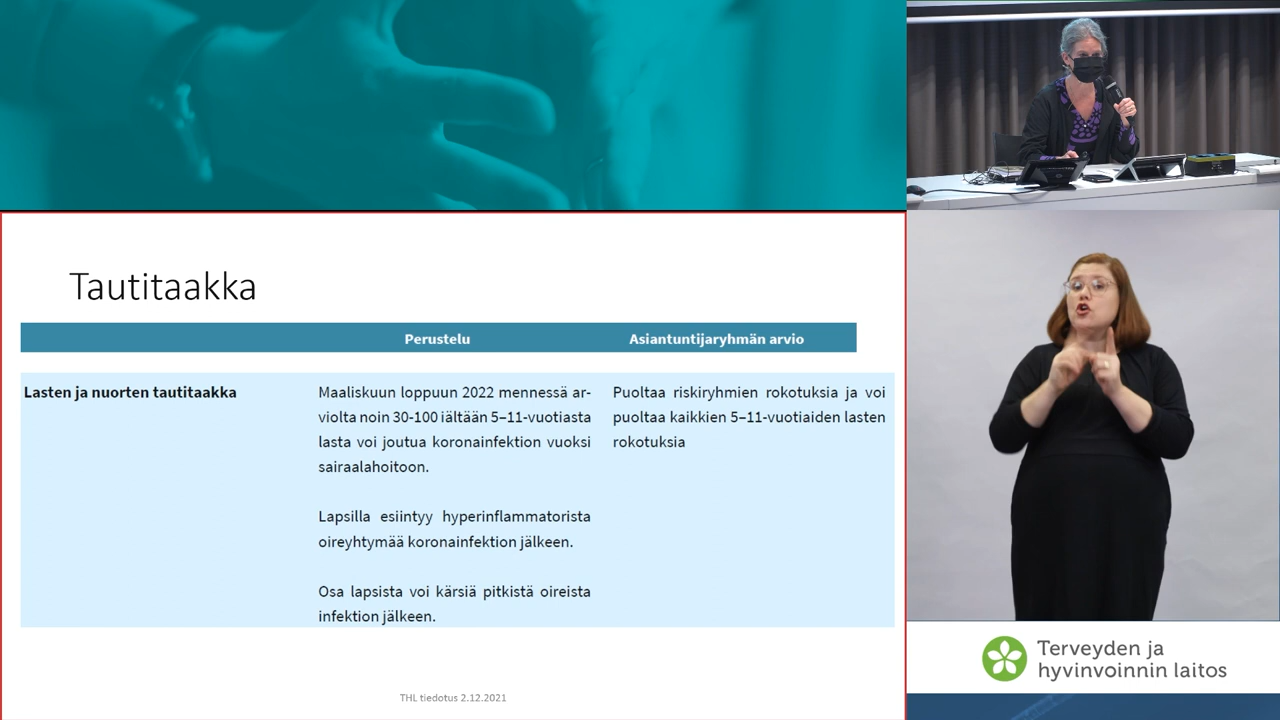 Tautitaakka
Perustelu
Asiantuntijaryhmän arvio
Lasten ja nuorten tautitaakka
Maaliskuun loppuun 2022 mennessä ar-
violta noin 30-100 iältään 5–11-vuotiasta
lasta voi joutua koronainfektion vuoksi
sairaalahoitoon.
Lapsilla esiintyy hyperinflammatorista
oireyhtymää koronainfektion jälkeen.
Osa lapsista voi kärsiä pitkistä oireista
infektion jälkeen.
Puoltaa riskiryhmien rokotuksia ja voi
puoltaa kaikkien 5–11-vuotiaiden lasten
rokotuksia
THL tiedotus 2.12.2021
Terveyden ja
hyvinvoinnin laitos